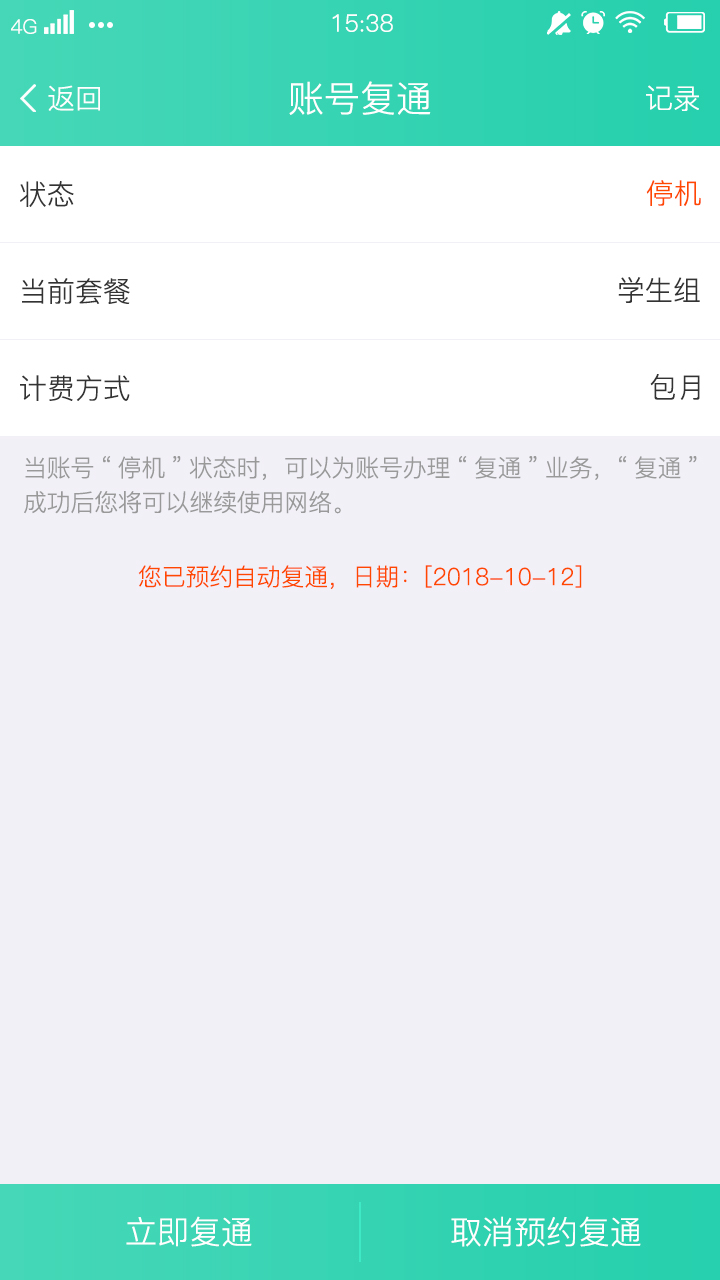 4G 15:38
返回 账号复通 记录
状态 停机
当前套餐 学生组
计费方式 包月
当账号“停机”状态时，可以为账号办理“复通”业务，“复通”
成功后您将可以继续使用网络。
您已预约自动复通，日期：[2018-10-12]
立即复通 取消预约复通